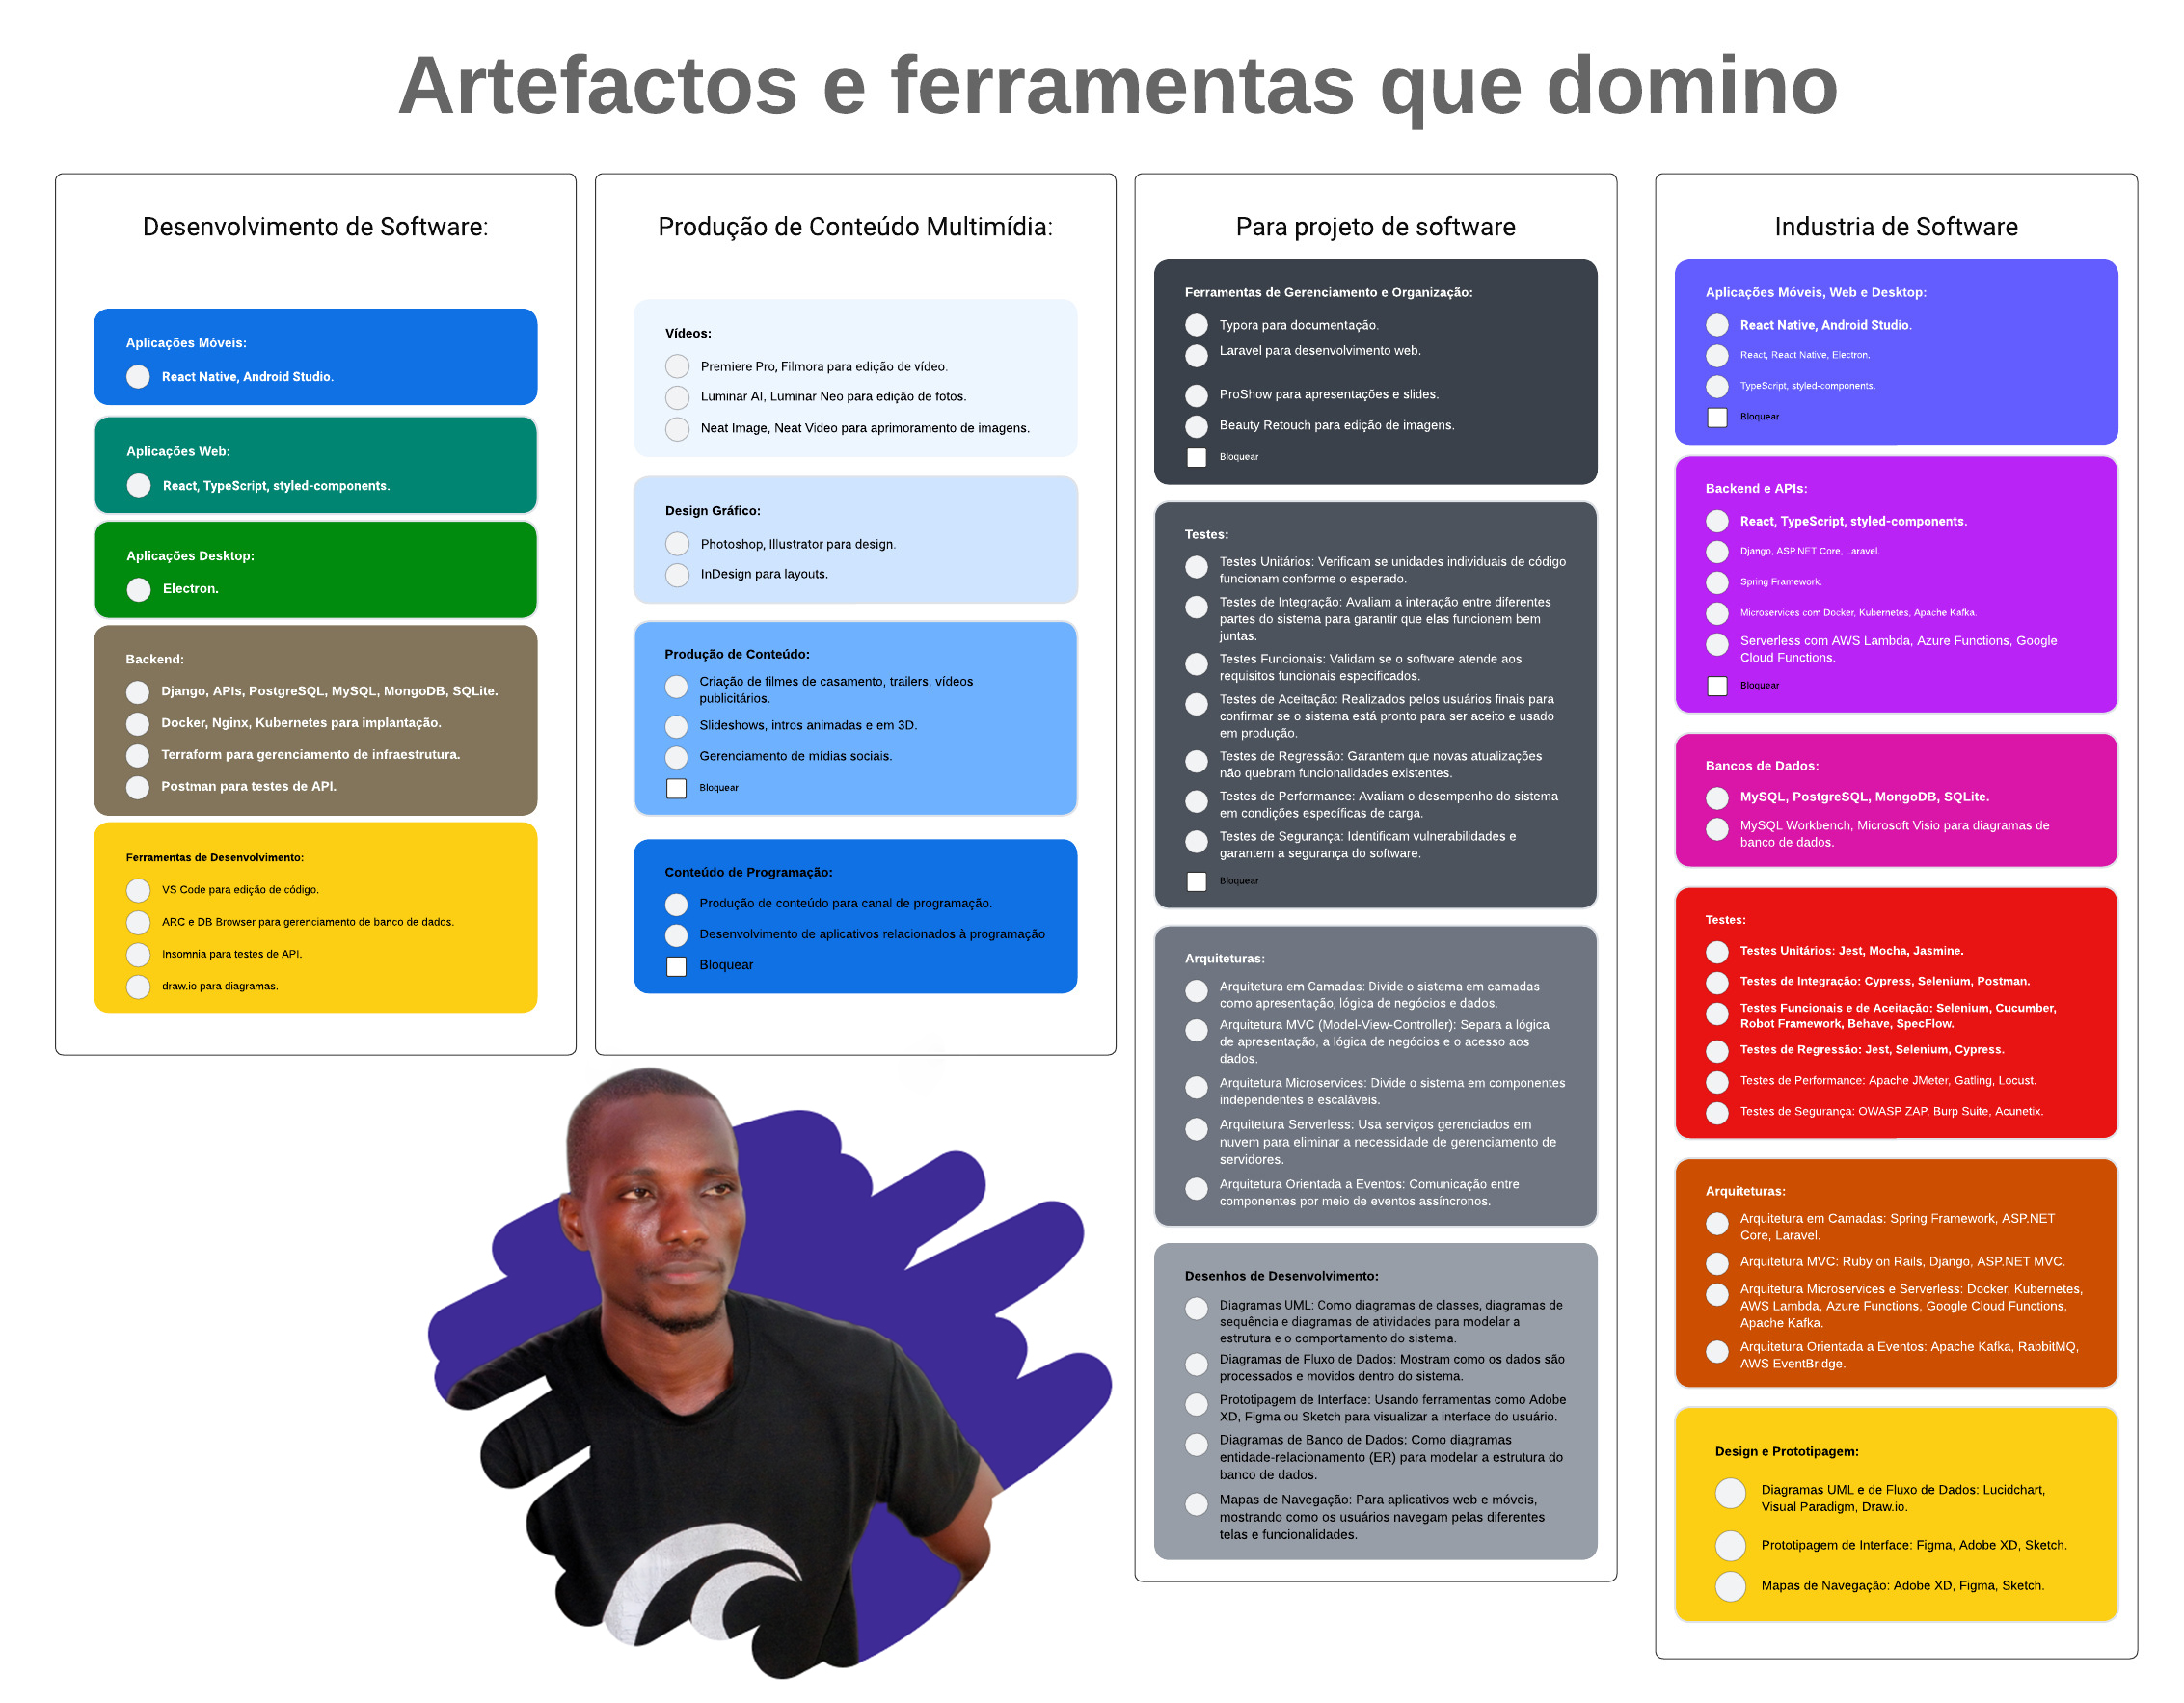 Artefactos e ferramentas que domino
Desenvolvimento de Software:
Aplicações Móveis:
React Native, Android Studio.
Aplicações Web:
React, TypeScript, styled-components.
Aplicações Desktop:
Electron.
Backend:
Django, APIs, PostgreSQL, MySQL, MongoDB, SQLite.
Docker, Nginx, Kubernetes para implantação.
Terraform para gerenciamento de infraestrutura.
Postman para testes de API.
Ferramentas de Desenvolvimento:
VS Code para edição de código.
ARC e DB Browser para gerenciamento de banco de dados.
Insomnia para testes de API.
draw.io para diagramas.
Produção de Conteúdo Multimídia:
Vídeos:
Premiere Pro, Filmora para edição de vídeo.
Luminar AI, Luminar Neo para edição de fotos.
Neat Image, Neat Video para aprimoramento de imagens.
Design Gráfico:
Photoshop, Illustrator para design.
InDesign para layouts.
Produção de Conteúdo:
Criação de filmes de casamento, trailers, vídeos
publicitários.
Slideshows, intros animadas e em 3D.
Gerenciamento de mídias sociais.
Bloquear
Conteúdo de Programação:
Produção de conteúdo para canal de programação.
Desenvolvimento de aplicativos relacionados à programação
Bloquear
Para projeto de software
Ferramentas de Gerenciamento e Organização:
Typora para documentação.
Laravel para desenvolvimento web.
ProShow para apresentações e slides.
Beauty Retouch para edição de imagens.
Bloquear
Testes:
Testes Unitários: Verificam se unidades individuais de código
funcionam conforme o esperado.
Testes de Integração: Avaliam a interação entre diferentes
partes do sistema para garantir que elas funcionem bem
juntas.
Testes Funcionais: Validam se o software atende aos
requisitos funcionais especificados.
Testes de Aceitação: Realizados pelos usuários finais para
confirmar se o sistema está pronto para ser aceito e usado
em produção.
Testes de Regressão: Garantem que novas atualizações
não quebram funcionalidades existentes.
Testes de Performance: Avaliam o desempenho do sistema
em condições específicas de carga.
Testes de Segurança: Identificam vulnerabilidades e
garantem a segurança do software.
Bloquear
Arquiteturas:
Arquitetura em Camadas: Divide o sistema em camadas
como apresentação, lógica de negócios e dados.
Arquitetura MVC (Model-View-Controller): Separa a lógica
de apresentação, a lógica de negócios e o acesso aos
dados.
Arquitetura Microservices: Divide o sistema em componentes
independentes e escaláveis.
Arquitetura Serverless: Usa serviços gerenciados em
nuvem para eliminar a necessidade de gerenciamento de
servidores.
Arquitetura Orientada a Eventos: Comunicação entre
componentes por meio de eventos assíncronos.
Desenhos de Desenvolvimento:
Diagramas UML: Como diagramas de classes, diagramas de
sequência e diagramas de atividades para modelar a
estrutura e o comportamento do sistema.
Diagramas de Fluxo de Dados: Mostram como os dados são
processados e movidos dentro do sistema.
Prototipagem de Interface: Usando ferramentas como Adobe
XD, Figma ou Sketch para visualizar a interface do usuário.
Diagramas de Banco de Dados: Como diagramas
entidade-relacionamento (ER) para modelar a estrutura do
banco de dados.
Mapas de Navegação: Para aplicativos web e móveis,
mostrando como os usuários navegam pelas diferentes
telas e funcionalidades.
Industria de Software
Aplicações Móveis, Web e Desktop:
React Native, Android Studio.
React, React Native, Electron.
TypeScript, styled-components.
Bloquear
Backend e APIs:
React, TypeScript, styled-components.
Django, ASP.NET Core, Laravel.
Spring Framework.
Microservices com Docker, Kubernetes, Apache Kafka.
Serverless com AWS Lambda, Azure Functions, Google
Cloud Functions.
Bloquear
Bancos de Dados:
MySQL, PostgreSQL, MongoDB, SQLite.
MySQL Workbench, Microsoft Visio para diagramas de
banco de dados.
Testes:
Testes Unitários: Jest, Mocha, Jasmine.
Testes de Integração: Cypress, Selenium, Postman.
Testes Funcionais e de Aceitação: Selenium, Cucumber,
Robot Framework, Behave, SpecFlow.
Testes de Regressão: Jest, Selenium, Cypress.
Testes de Performance: Apache JMeter, Gatling, Locust.
Testes de Segurança: OWASP ZAP, Burp Suite, Acunetix.
Arquiteturas:
Arquitetura em Camadas: Spring Framework, ASP.NET
Core, Laravel.
Arquitetura MVC: Ruby on Rails, Django, ASP.NET MVC.
Arquitetura Microservices e Serverless: Docker, Kubernetes,
AWS Lambda, Azure Functions, Google Cloud Functions,
Apache Kafka.
Arquitetura Orientada a Eventos: Apache Kafka, RabbitMQ,
AWS EventBridge.
Design e Prototipagem:
Diagramas UML e de Fluxo de Dados: Lucidchart,
Visual Paradigm, Draw.io.
Prototipagem de Interface: Figma, Adobe XD, Sketch.
Mapas de Navegação: Adobe XD, Figma, Sketch.